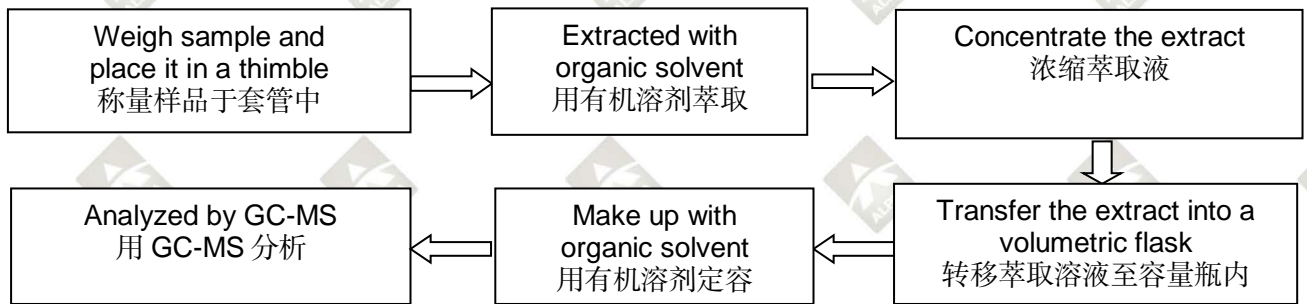 Weigh sample and
place it in a thimble
称量样品于套管中
Extracted with
organic solvent
用有机溶剂萃取
Concentrate the extract
浓缩萃取液
Transfer the extract into a
volumetric flask
转移萃取溶液至容量瓶内
Make up with
organic solvent
用有机溶剂定容
Analyzed by GC-MS
用 GC-MS 分析